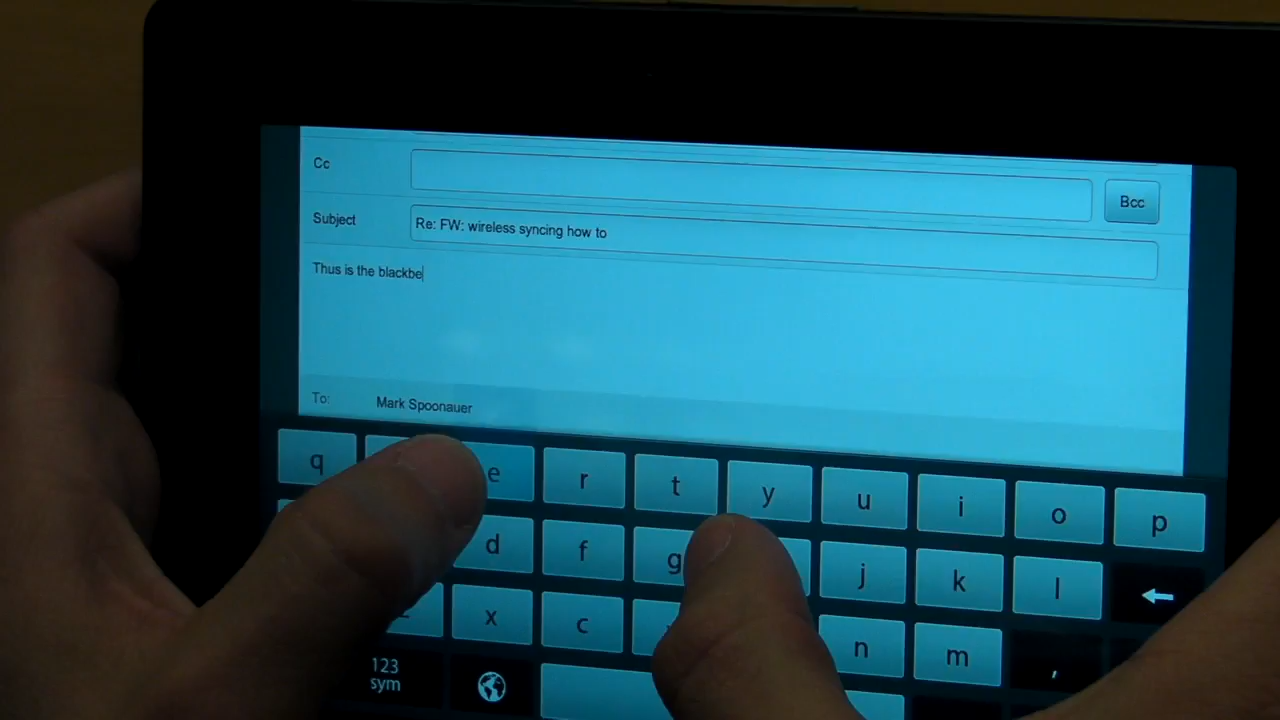 Cc
Bcc
Subject
Re: FW: wireless syncing how to
Thus is the blackbe
To: Mark Spoonauer
q e r t y u i o p
d f g j k l
x c n m ,
123
sym